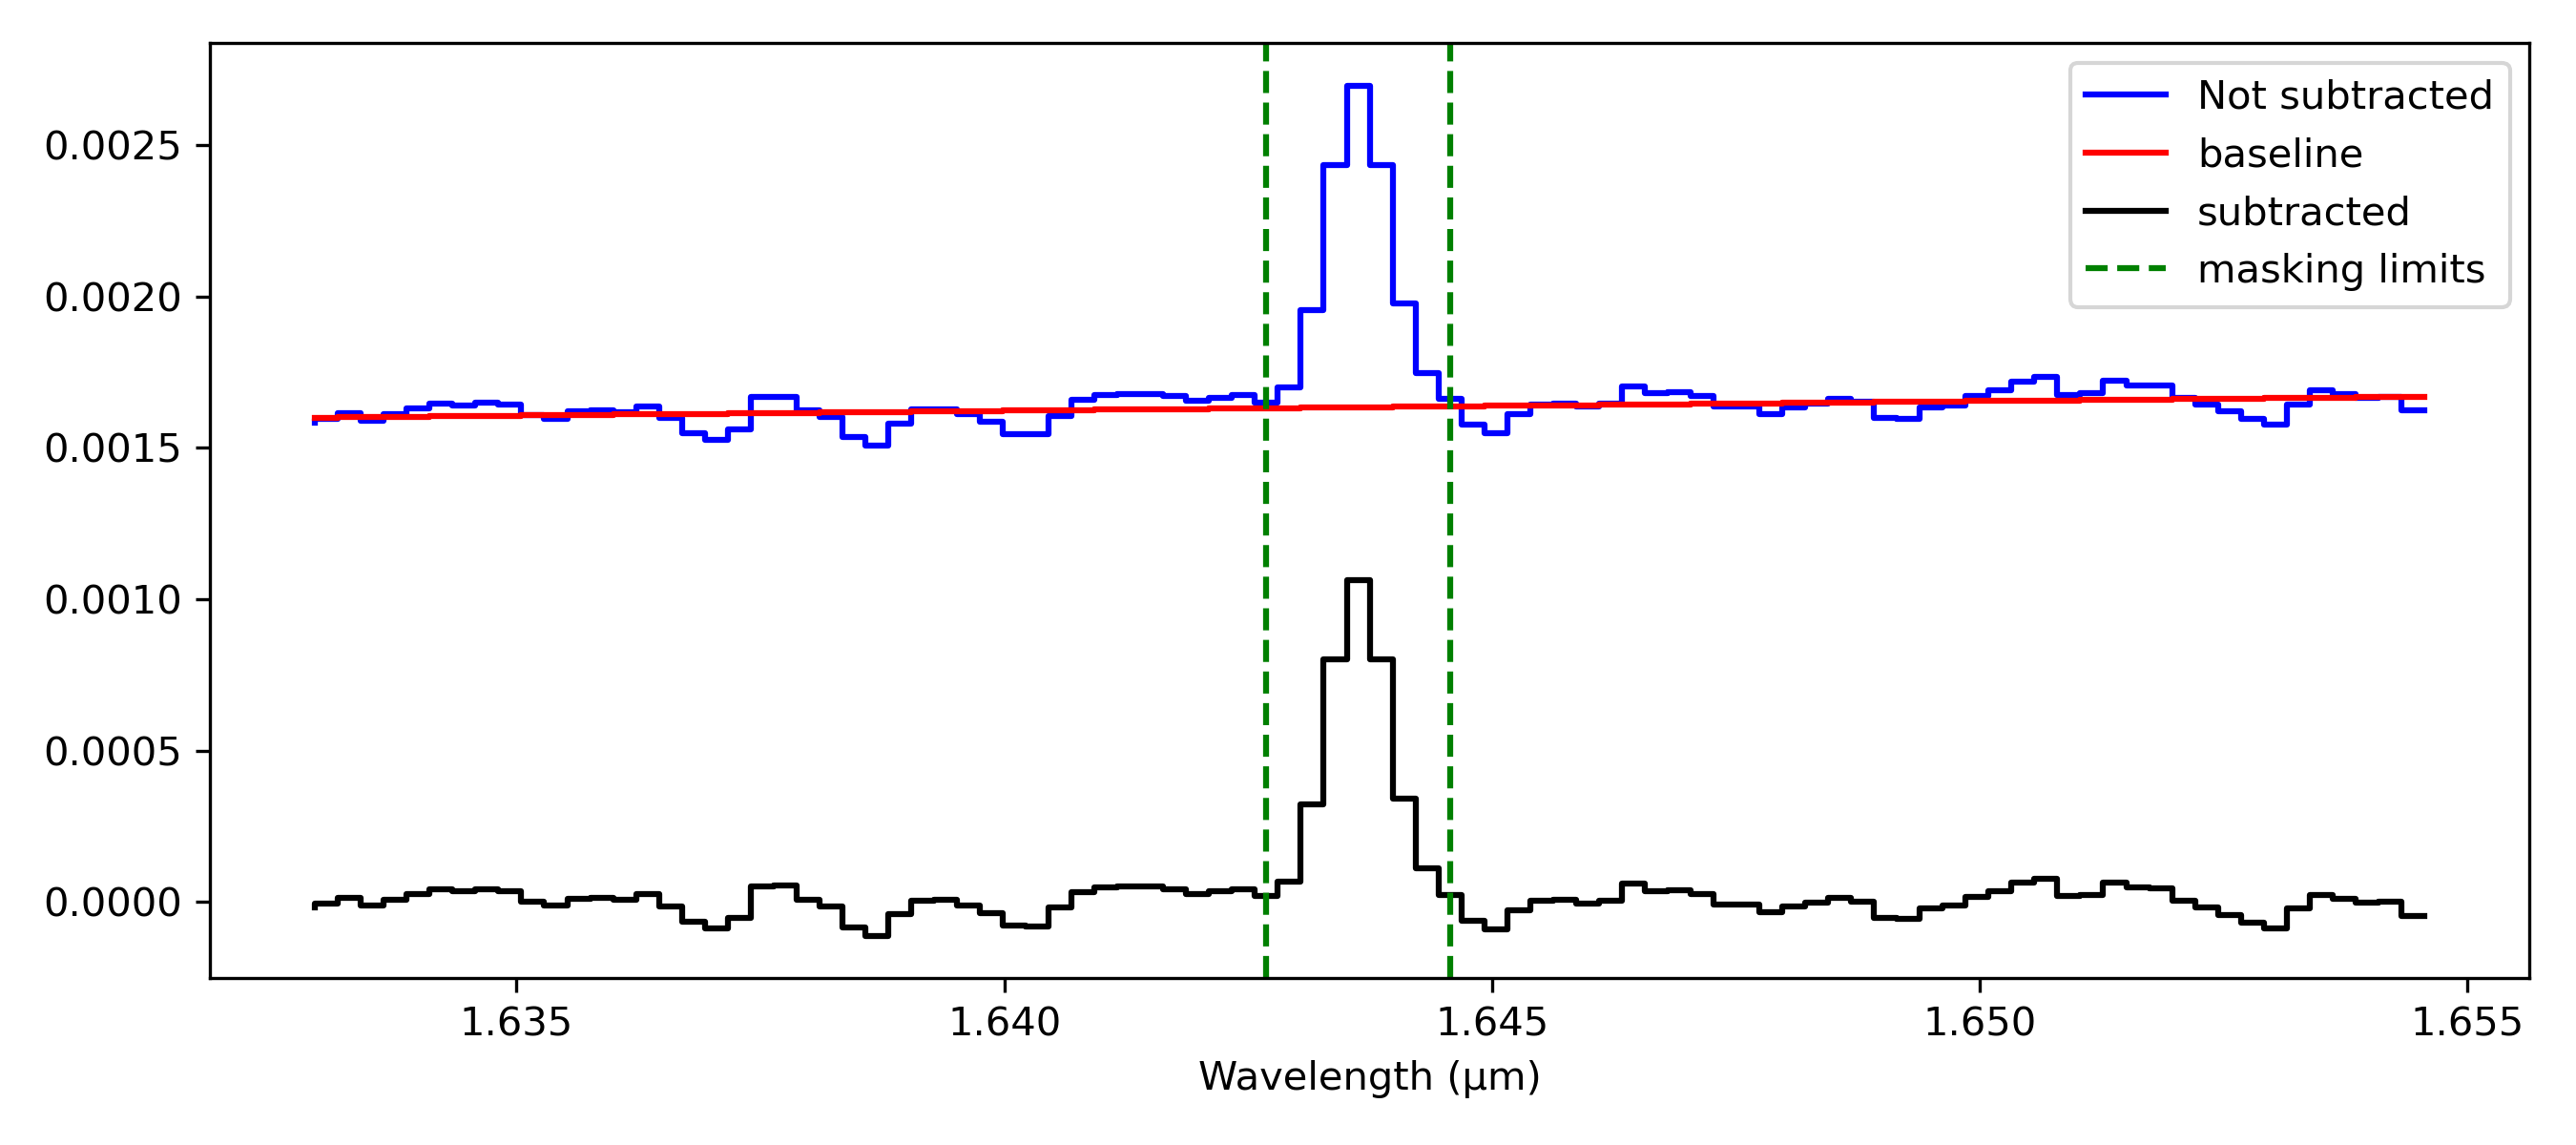 Not subtracted
baseline
subtracted
masking limits
0.0025
0.0020
0.0015
0.0010
0.0005
0.0000
1.635 1.640 1.645 1.650 1.655
Wavelength (μm)